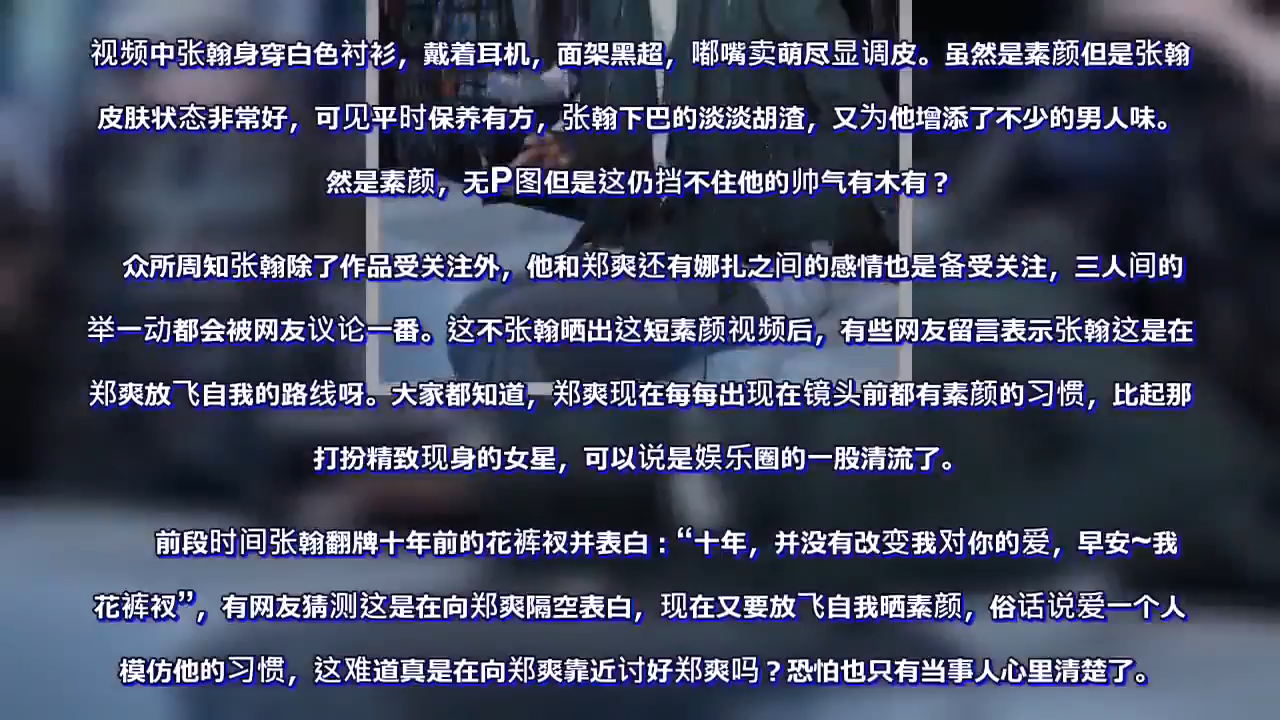 视频中张翰身穿白色衬衫，戴着耳机，面架黑超，嘟嘴卖萌尽显调皮。虽然是素颜但是张翰
皮肤状态非常好，可见平时保养有方，张翰下巴的淡淡胡渣，又为他增添了不少的男人味。
然是素颜，无P图但是这仍挡不住他的帅气有木有？
众所周知张翰除了作品受关注外，他和郑爽还有娜扎之间的感情也是备受关注，三人间的
举一动都会被网友议论一番。这不张翰晒出这短素颜视频后，有些网友留言表示张翰这是在
郑爽放飞自我的路线呀。大家都知道，郑爽现在每每出现在镜头前都有素颜的习惯，比起那
打扮精致现身的女星，可以说是娱乐圈的一股清流了。
前段时间张翰翻牌十年前的花裤衩并表白：“十年，并没有改变我对你的爱，早安~我
花裤衩”，有网友猜测这是在向郑爽隔空表白，现在又要放飞自我晒素颜，俗话说爱一个人
模仿他的习惯，这难道真是在向郑爽靠近讨好郑爽吗？恐怕也只有当事人心里清楚了。